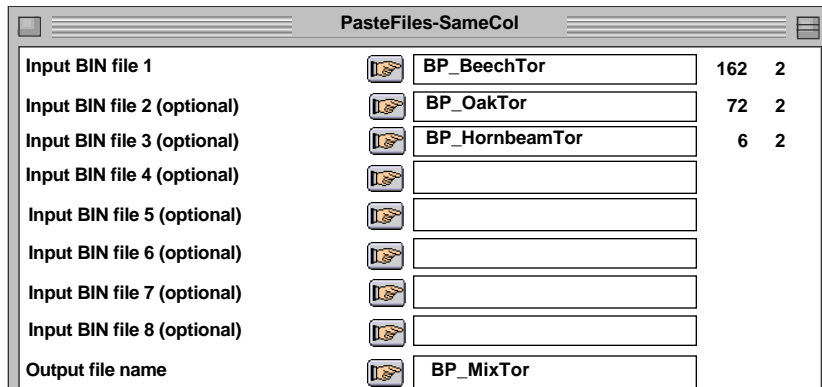 PasteFiles-SameCol
Input BIN file 1 BP_BeechTor 162 2
Input BIN file 2 (optional) BP_OakTor 72 2
Input BIN file 3 (optional) BP_HornbeamTor 6 2
Input BIN file 4 (optional)
Input BIN file 5 (optional)
Input BIN file 6 (optional)
Input BIN file 7 (optional)
Input BIN file 8 (optional)
Output file name BP_MixTor